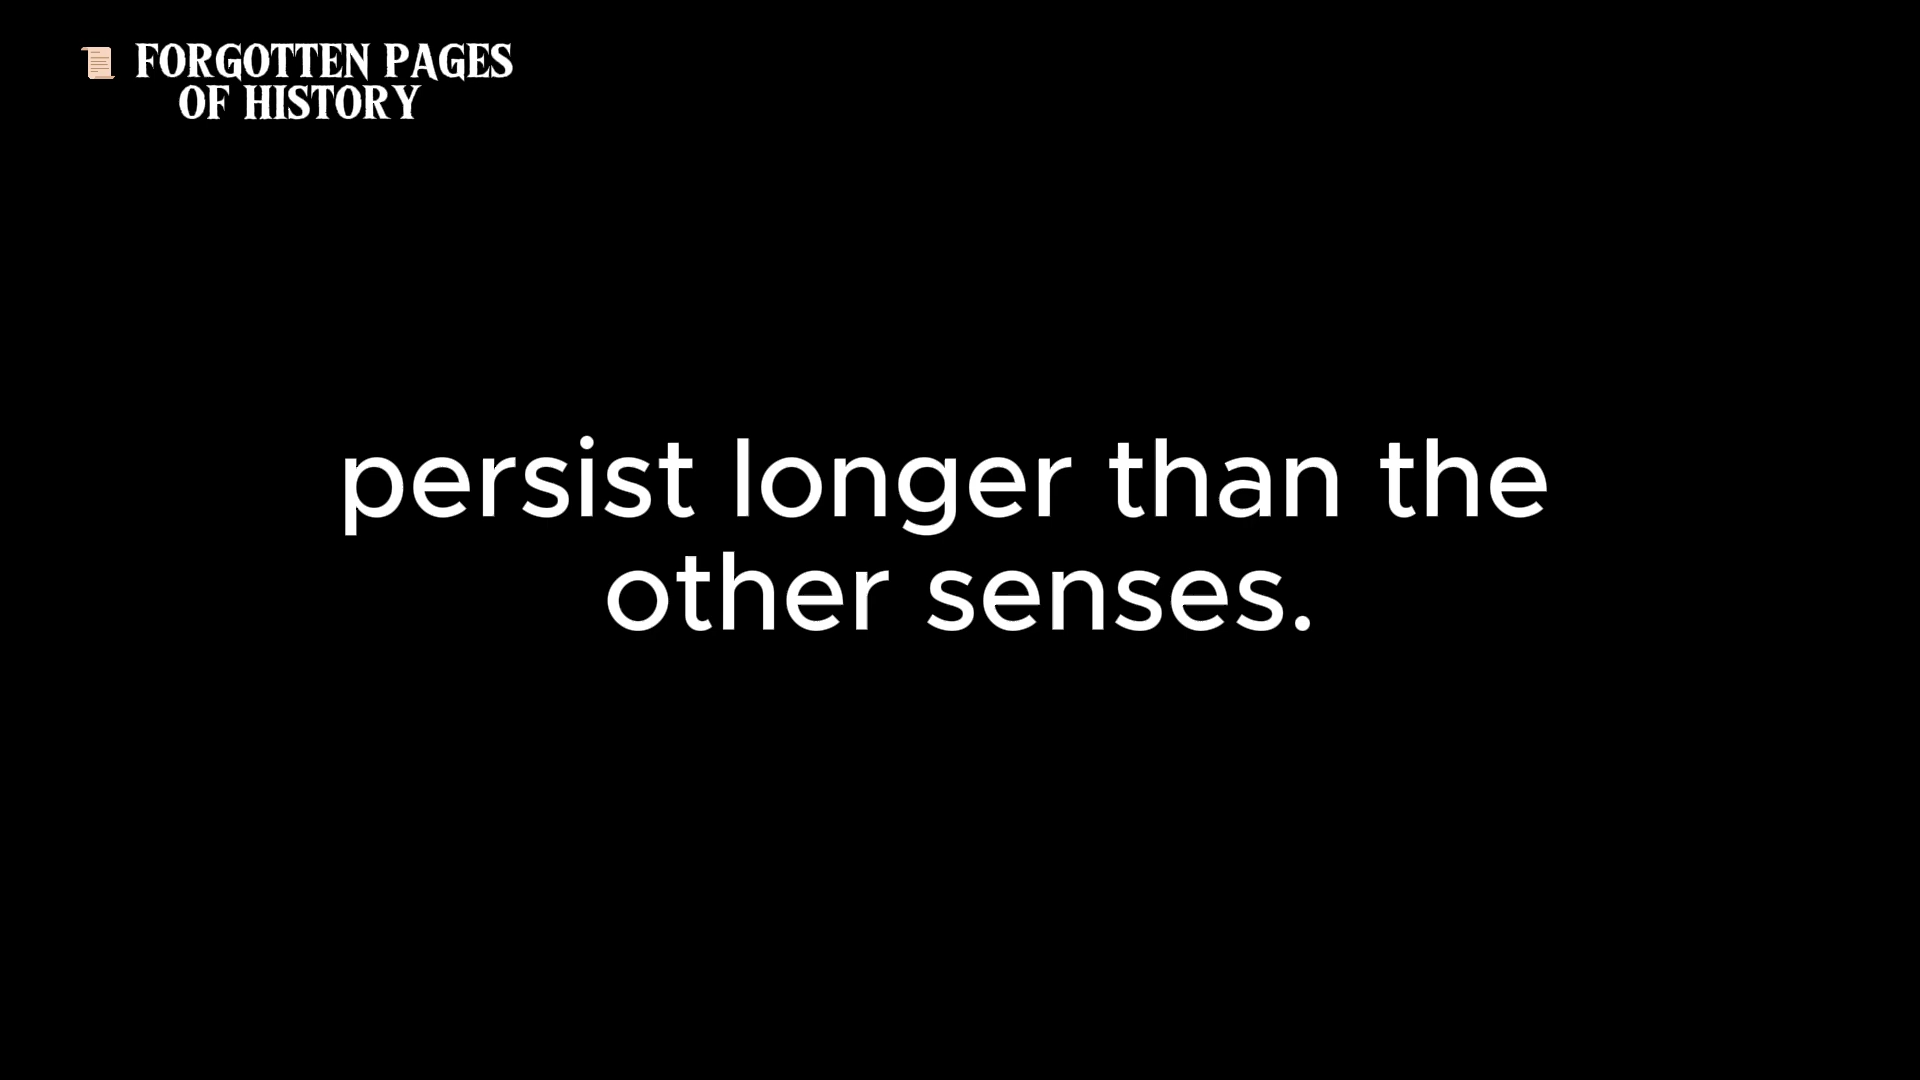 📜 FORGOTTEN PAGES
OF HISTORY
persist longer than the
other senses.